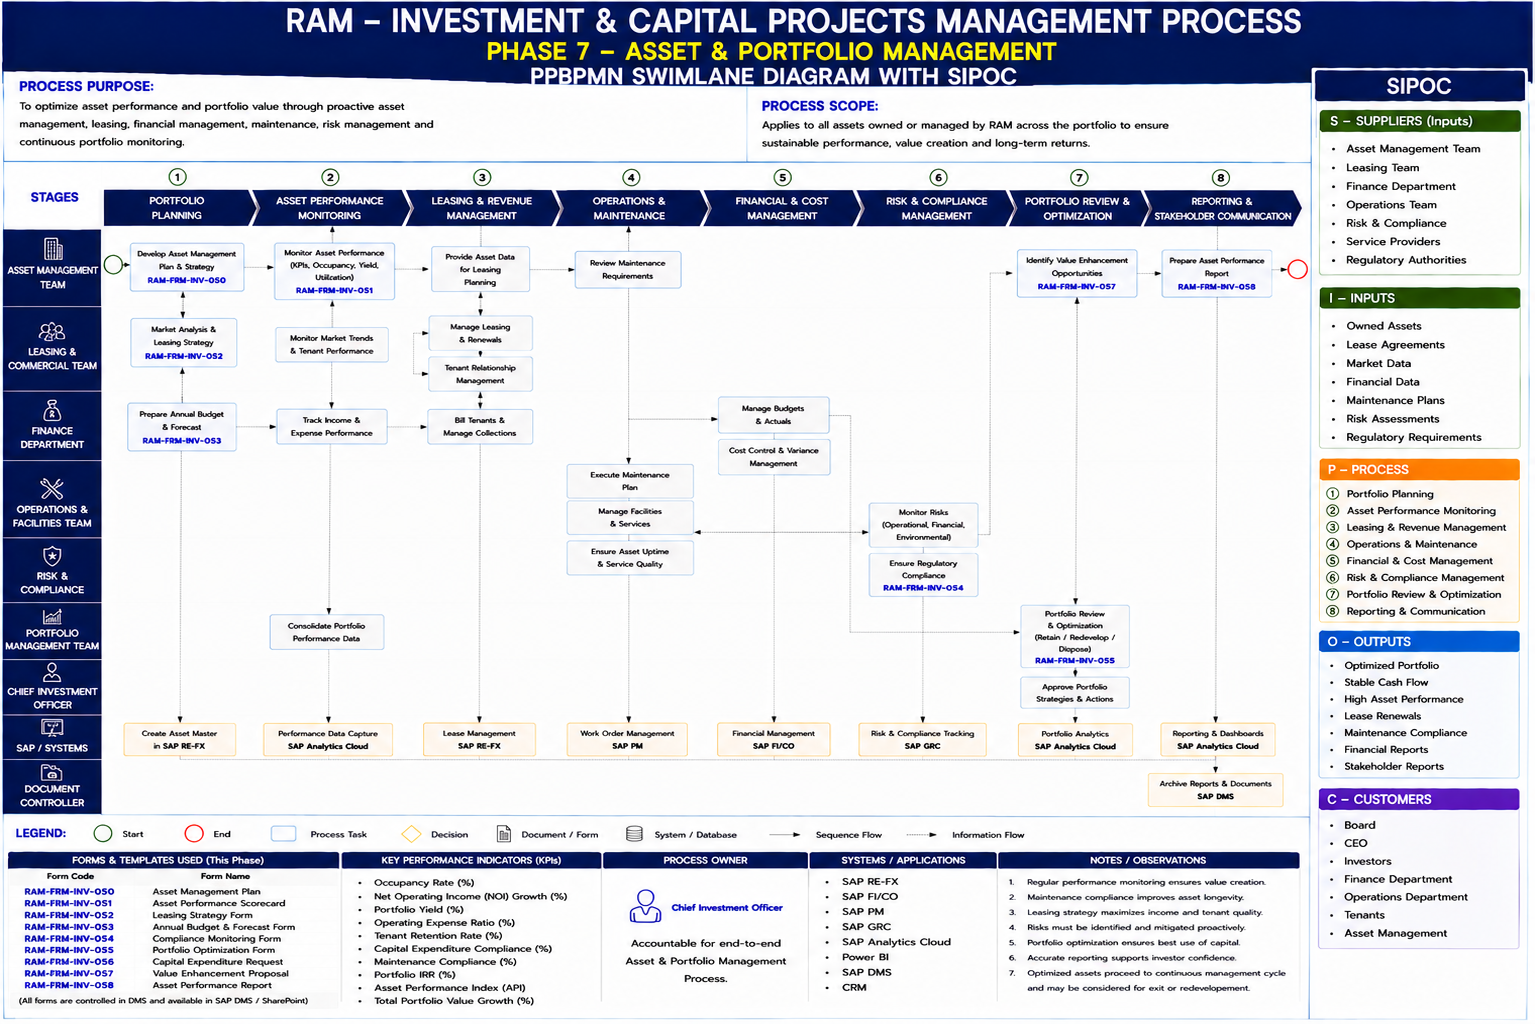 RAM – INVESTMENT & CAPITAL PROJECTS MANAGEMENT PROCESS
PHASE 7 – ASSET & PORTFOLIO MANAGEMENT
PPBPMN SWIMLANE DIAGRAM WITH SIPOC
PROCESS PURPOSE:
To optimize asset performance and portfolio value through proactive asset
management, leasing, financial management, maintenance, risk management and
continuous portfolio monitoring.
PROCESS SCOPE:
Applies to all assets owned or managed by RAM across the portfolio to ensure
sustainable performance, value creation and long-term returns.
STAGES
1
PORTFOLIO
PLANNING
2
ASSET PERFORMANCE
MONITORING
3
LEASING & REVENUE
MANAGEMENT
4
OPERATIONS &
MAINTENANCE
5
FINANCIAL & COST
MANAGEMENT
6
RISK & COMPLIANCE
MANAGEMENT
7
PORTFOLIO REVIEW &
OPTIMIZATION
8
REPORTING &
STAKEHOLDER COMMUNICATION
ASSET MANAGEMENT
TEAM
Develop Asset Management
Plan & Strategy
RAM-FRM-INV-050
Monitor Asset Performance
(KPIs, Occupancy, Yield,
Utilization)
RAM-FRM-INV-051
Provide Asset Data
for Leasing
Planning
Review Maintenance
Requirements
Identify Value Enhancement
Opportunities
RAM-FRM-INV-057
Prepare Asset Performance
Report
RAM-FRM-INV-058
LEASING &
COMMERCIAL TEAM
Market Analysis &
Leasing Strategy
RAM-FRM-INV-052
Monitor Market Trends
& Tenant Performance
Manage Leasing
& Renewals
Tenant Relationship
Management
FINANCE
DEPARTMENT
Prepare Annual Budget
& Forecast
RAM-FRM-INV-053
Track Income &
Expense Performance
Bill Tenants &
Manage Collections
Manage Budgets
& Actuals
Cost Control & Variance
Management
OPERATIONS &
FACILITIES TEAM
Execute Maintenance
Plan
Manage Facilities
& Services
Ensure Asset Uptime
& Service Quality
Monitor Risks
(Operational, Financial,
Environmental)
RISK &
COMPLIANCE
Ensure Regulatory
Compliance
RAM-FRM-INV-054
PORTFOLIO
MANAGEMENT TEAM
Consolidate Portfolio
Performance Data
Portfolio Review
& Optimization
(Retain / Redevelop /
Dispose)
RAM-FRM-INV-055
CHIEF INVESTMENT
OFFICER
Approve Portfolio
Strategies & Actions
SAP / SYSTEMS
Create Asset Master
in SAP RE-FX
Performance Data Capture
SAP Analytics Cloud
Lease Management
SAP RE-FX
Work Order Management
SAP PM
Financial Management
SAP FI/CO
Risk & Compliance Tracking
SAP GRC
Portfolio Analytics
SAP Analytics Cloud
Reporting & Dashboards
SAP Analytics Cloud
DOCUMENT
CONTROLLER
Archive Reports & Documents
SAP DMS
LEGEND:
Start
End
Process Task
Decision
Document / Form
System / Database
Sequence Flow
Information Flow
FORMS & TEMPLATES USED (This Phase)
Form Code Form Name
RAM-FRM-INV-050 Asset Management Plan
RAM-FRM-INV-051 Asset Performance Scorecard
RAM-FRM-INV-052 Leasing Strategy Form
RAM-FRM-INV-053 Annual Budget & Forecast Form
RAM-FRM-INV-054 Compliance Monitoring Form
RAM-FRM-INV-055 Portfolio Optimization Form
RAM-FRM-INV-056 Capital Expenditure Request
RAM-FRM-INV-057 Value Enhancement Proposal
RAM-FRM-INV-058 Asset Performance Report
(All forms are controlled in DMS and available in SAP DMS / SharePoint)
KEY PERFORMANCE INDICATORS (KPIs)
• Occupancy Rate (%)
• Net Operating Income (NOI) Growth (%)
• Portfolio Yield (%)
• Operating Expense Ratio (%)
• Tenant Retention Rate (%)
• Capital Expenditure Compliance (%)
• Maintenance Compliance (%)
• Portfolio IRR (%)
• Asset Performance Index (API)
• Total Portfolio Value Growth (%)
PROCESS OWNER
Chief Investment Officer
Accountable for end-to-end
Asset & Portfolio Management
Process.
SYSTEMS / APPLICATIONS
• SAP RE-FX
• SAP FI/CO
• SAP PM
• SAP GRC
• SAP Analytics Cloud
• Power BI
• SAP DMS
• CRM
NOTES / OBSERVATIONS
1. Regular performance monitoring ensures value creation.
2. Maintenance compliance improves asset longevity.
3. Leasing strategy maximizes income and tenant quality.
4. Risks must be identified and mitigated proactively.
5. Portfolio optimization ensures best use of capital.
6. Accurate reporting supports investor confidence.
7. Optimized assets proceed to continuous management cycle
and may be considered for exit or redevelopment.
SIPOC
S – SUPPLIERS (Inputs)
• Asset Management Team
• Leasing Team
• Finance Department
• Operations Team
• Risk & Compliance
• Service Providers
• Regulatory Authorities
I – INPUTS
• Owned Assets
• Lease Agreements
• Market Data
• Financial Data
• Maintenance Plans
• Risk Assessments
• Regulatory Requirements
P – PROCESS
1 Portfolio Planning
2 Asset Performance Monitoring
3 Leasing & Revenue Management
4 Operations & Maintenance
5 Financial & Cost Management
6 Risk & Compliance Management
7 Portfolio Review & Optimization
8 Reporting & Communication
O – OUTPUTS
• Optimized Portfolio
• Stable Cash Flow
• High Asset Performance
• Lease Renewals
• Maintenance Compliance
• Financial Reports
• Stakeholder Reports
C – CUSTOMERS
• Board
• CEO
• Investors
• Finance Department
• Operations Department
• Tenants
• Asset Management